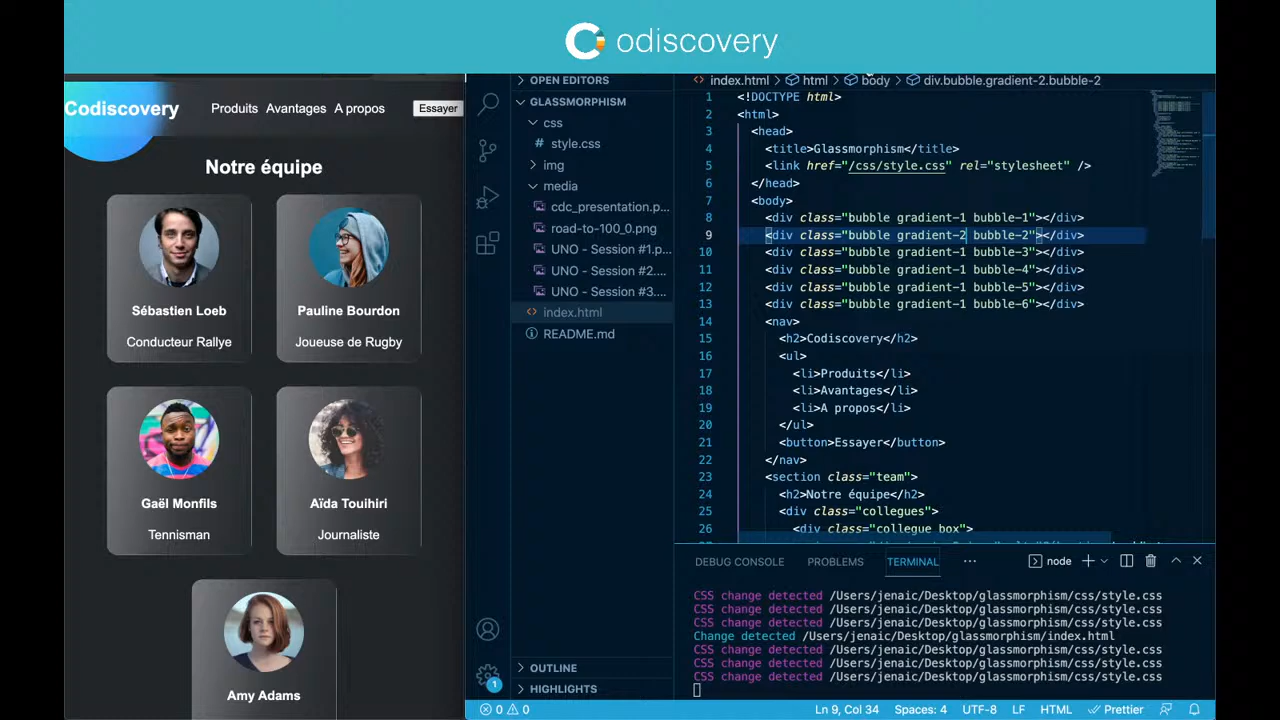 Codiscovery
Codiscovery
Produits Avantages A propos
Essayer
Notre équipe
Sébastien Loeb
Conducteur Rallye
Pauline Bourdon
Joueuse de Rugby
Gaël Monfils
Tennisman
Aïda Touihiri
Journaliste
Amy Adams
OPEN EDITORS
GLASSMORPHISM
css
# style.css
img
media
cdc_presentation.p...
road-to-100_0.png
UNO - Session #1.p...
UNO - Session #2....
UNO - Session #3....
<> index.html
README.md
OUTLINE
HIGHLIGHTS
1
<> index.html > html > body > div.bubble.gradient-2.bubble-2
1 <!DOCTYPE html>
2 <html>
3 <head>
4 <title>Glassmorphism</title>
5 <link href="/css/style.css" rel="stylesheet" />
6 </head>
7 <body>
8 <div class="bubble gradient-1 bubble-1"></div>
9 <div class="bubble gradient-2 bubble-2"></div>
10 <div class="bubble gradient-1 bubble-3"></div>
11 <div class="bubble gradient-1 bubble-4"></div>
12 <div class="bubble gradient-1 bubble-5"></div>
13 <div class="bubble gradient-1 bubble-6"></div>
14 <nav>
15 <h2>Codiscovery</h2>
16 <ul>
17 <li>Produits</li>
18 <li>Avantages</li>
19 <li>A propos</li>
20 </ul>
21 <button>Essayer</button>
22 </nav>
23 <section class="team">
24 <h2>Notre équipe</h2>
25 <div class="collegues">
26 <div class="collegue box">
DEBUG CONSOLE PROBLEMS TERMINAL ... node
CSS change detected /Users/jenaic/Desktop/glassmorphism/css/style.css
CSS change detected /Users/jenaic/Desktop/glassmorphism/css/style.css
CSS change detected /Users/jenaic/Desktop/glassmorphism/css/style.css
Change detected /Users/jenaic/Desktop/glassmorphism/index.html
CSS change detected /Users/jenaic/Desktop/glassmorphism/css/style.css
CSS change detected /Users/jenaic/Desktop/glassmorphism/css/style.css
CSS change detected /Users/jenaic/Desktop/glassmorphism/css/style.css
0 0 Ln 9, Col 34 Spaces: 4 UTF-8 LF HTML Prettier